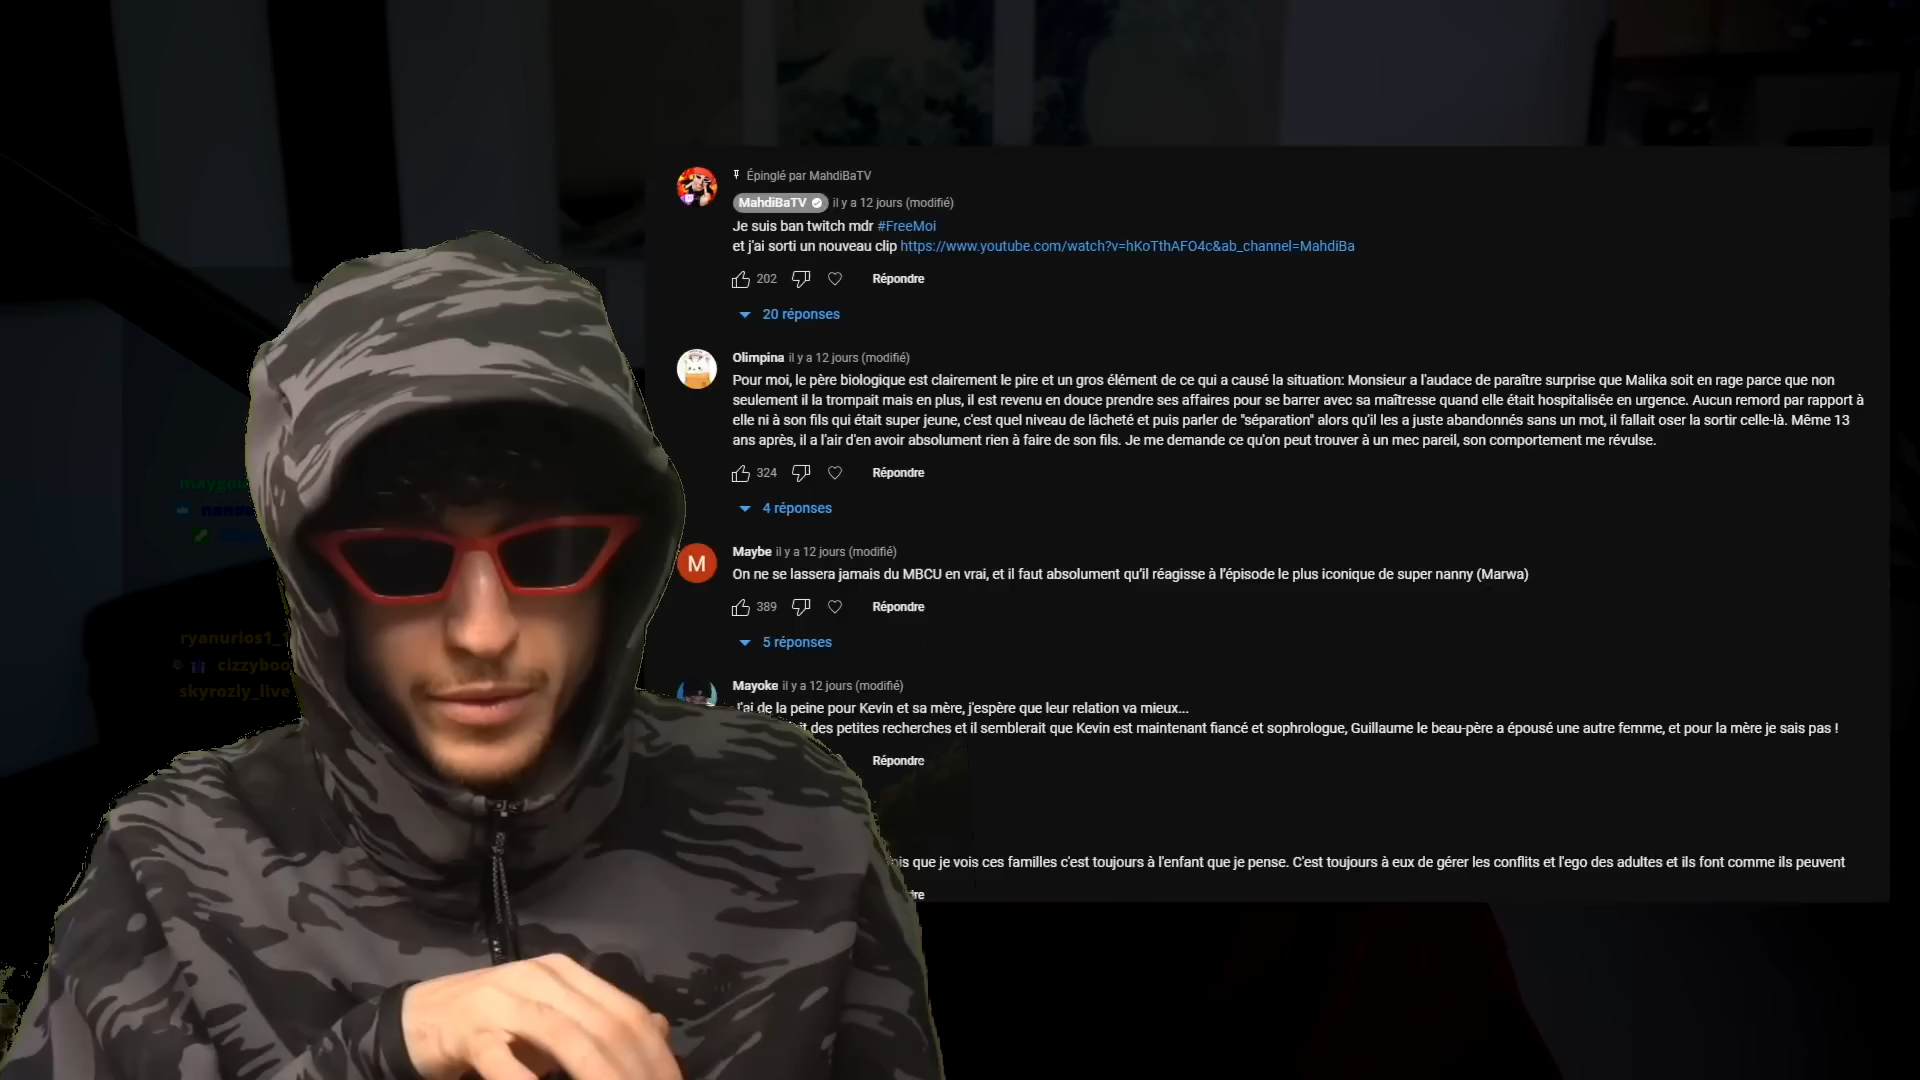 Épinglé par MahdiBaTV
MahdiBaTV il y a 12 jours (modifié)
Je suis ban twitch mdr #FreeMoi
et j'ai sorti un nouveau clip https://www.youtube.com/watch?v=hKoTthAFO4c&ab_channel=MahdiBa
202 Répondre
20 réponses
Olimpina il y a 12 jours (modifié)
Pour moi, le père biologique est clairement le pire et un gros élément de ce qui a causé la situation: Monsieur a l'audace de paraître surprise que Malika soit en rage parce que non
seulement il la trompait mais en plus, il est revenu en douce prendre ses affaires pour se barrer avec sa maîtresse quand elle était hospitalisée en urgence. Aucun remord par rapport à
elle ni à son fils qui était super jeune, c'est quel niveau de lâcheté et puis parler de "séparation" alors qu'il les a juste abandonnés sans un mot, il fallait oser la sortir celle-là. Même 13
ans après, il a l'air d'en avoir absolument rien à faire de son fils. Je me demande ce qu'on peut trouver à un mec pareil, son comportement me révulse.
324 Répondre
4 réponses
M
Maybe il y a 12 jours (modifié)
On ne se lassera jamais du MBCU en vrai, et il faut absolument qu'il réagisse à l'épisode le plus iconique de super nanny (Marwa)
389 Répondre
5 réponses
Mayoke il y a 12 jours (modifié)
J'ai de la peine pour Kevin et sa mère, j'espère que leur relation va mieux...
des petites recherches et il semblerait que Kevin est maintenant fiancé et sophrologue, Guillaume le beau-père a épousé une autre femme, et pour la mère je sais pas !
Répondre
que je vois ces familles c'est toujours à l'enfant que je pense. C'est toujours à eux de gérer les conflits et l'ego des adultes et ils font comme ils peuvent
ryanurios1_
cizzyboo
skyrozly_live